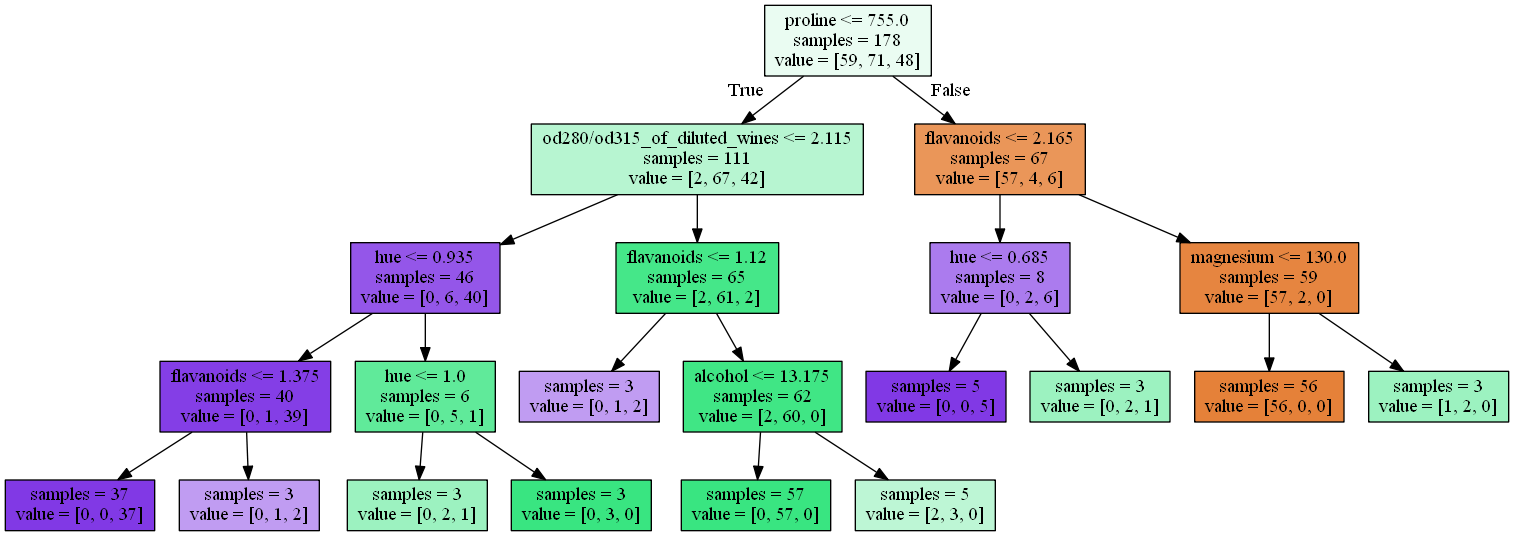 proline <= 755.0
samples = 178
value = [59, 71, 48]
True
False
od280/od315_of_diluted_wines <= 2.115
samples = 111
value = [2, 67, 42]
flavanoids <= 2.165
samples = 67
value = [57, 4, 6]
hue <= 0.935
samples = 46
value = [0, 6, 40]
flavanoids <= 1.12
samples = 65
value = [2, 61, 2]
hue <= 0.685
samples = 8
value = [0, 2, 6]
magnesium <= 130.0
samples = 59
value = [57, 2, 0]
flavanoids <= 1.375
samples = 40
value = [0, 1, 39]
hue <= 1.0
samples = 6
value = [0, 5, 1]
samples = 3
value = [0, 1, 2]
alcohol <= 13.175
samples = 62
value = [2, 60, 0]
samples = 5
value = [0, 0, 5]
samples = 3
value = [0, 2, 1]
samples = 56
value = [56, 0, 0]
samples = 3
value = [1, 2, 0]
samples = 37
value = [0, 0, 37]
samples = 3
value = [0, 1, 2]
samples = 3
value = [0, 2, 1]
samples = 3
value = [0, 3, 0]
samples = 57
value = [0, 57, 0]
samples = 5
value = [2, 3, 0]